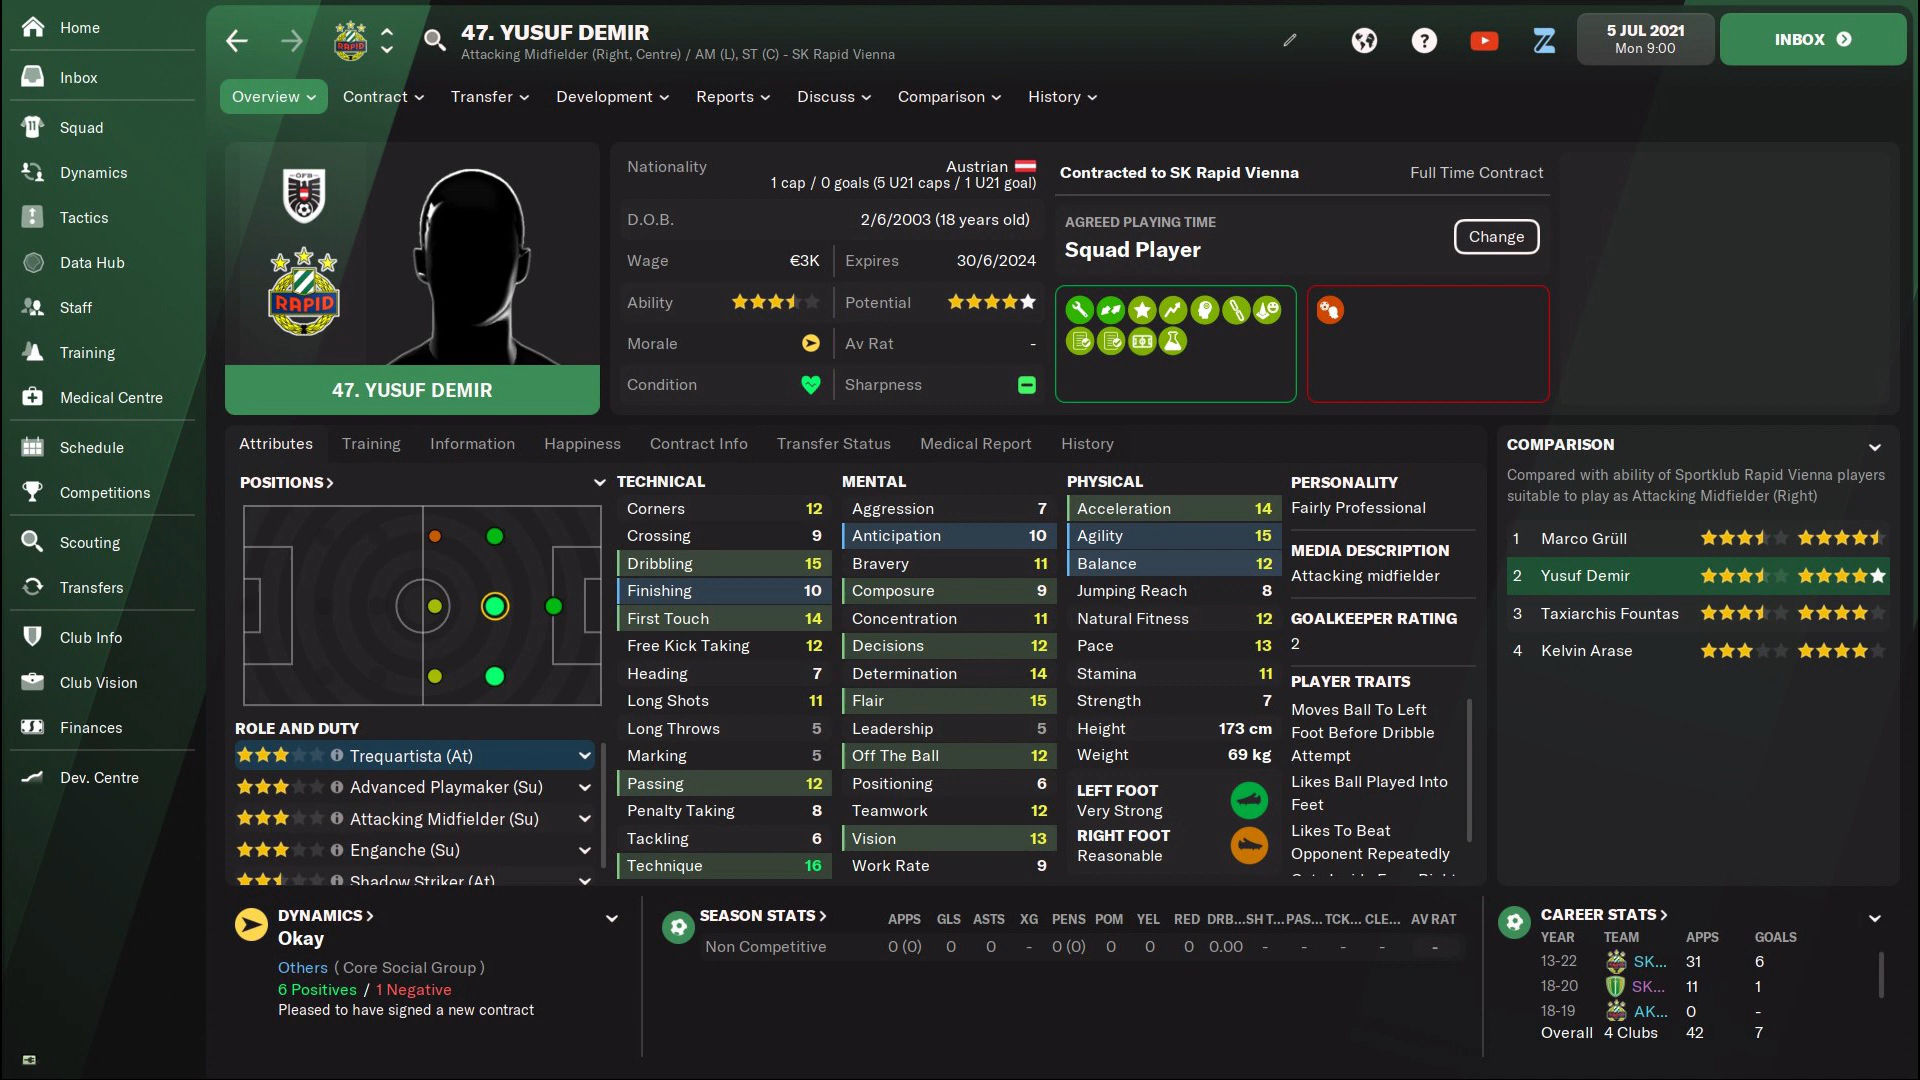 Home
Inbox
Squad
Dynamics
Tactics
Data Hub
Staff
Training
Medical Centre
Schedule
Competitions
Scouting
Transfers
Club Info
Club Vision
Finances
Dev. Centre
RAPID
47. YUSUF DEMIR
Attacking Midfielder (Right, Centre) / AM (L), ST (C) - SK Rapid Vienna
5 JUL 2021
Mon 9:00
INBOX
Overview Contract Transfer Development Reports Discuss Comparison History
ÖFB
RAPID
47. YUSUF DEMIR
Nationality Austrian
1 cap / 0 goals (5 U21 caps / 1 U21 goal)
D.O.B. 2/6/2003 (18 years old)
Wage €3K Expires 30/6/2024
Ability Potential
Morale Av Rat -
Condition Sharpness
Contracted to SK Rapid Vienna Full Time Contract
AGREED PLAYING TIME
Squad Player
Change
Attributes Training Information Happiness Contract Info Transfer Status Medical Report History
POSITIONS
ROLE AND DUTY
Trequartista (At)
Advanced Playmaker (Su)
Attacking Midfielder (Su)
Enganche (Su)
Shadow Striker (At)
TECHNICAL
Corners 12
Crossing 9
Dribbling 15
Finishing 10
First Touch 14
Free Kick Taking 12
Heading 7
Long Shots 11
Long Throws 5
Marking 5
Passing 12
Penalty Taking 8
Tackling 6
Technique 16
MENTAL
Aggression 7
Anticipation 10
Bravery 11
Composure 9
Concentration 11
Decisions 12
Determination 14
Flair 15
Leadership 5
Off The Ball 12
Positioning 6
Teamwork 12
Vision 13
Work Rate 9
PHYSICAL
Acceleration 14
Agility 15
Balance 12
Jumping Reach 8
Natural Fitness 12
Pace 13
Stamina 11
Strength 7
Height 173 cm
Weight 69 kg
LEFT FOOT
Very Strong
RIGHT FOOT
Reasonable
PERSONALITY
Fairly Professional
MEDIA DESCRIPTION
Attacking midfielder
GOALKEEPER RATING
2
PLAYER TRAITS
Moves Ball To Left
Foot Before Dribble
Attempt
Likes Ball Played Into
Feet
Likes To Beat
Opponent Repeatedly
COMPARISON
Compared with ability of Sportklub Rapid Vienna players
suitable to play as Attacking Midfielder (Right)
1 Marco Grüll
2 Yusuf Demir
3 Taxiarchis Fountas
4 Kelvin Arase
DYNAMICS
Okay
Others ( Core Social Group )
6 Positives / 1 Negative
Pleased to have signed a new contract
SEASON STATS APPS GLS ASTS XG PENS POM YEL RED DRB... SH T... PAS... TCK... CLE... AV RAT
Non Competitive 0 (0) 0 0 - 0 (0) 0 0 0 0.00 - - - - -
CAREER STATS
YEAR TEAM APPS GOALS
13-22 SK... 31 6
18-20 SK... 11 1
18-19 AK... 0 -
Overall 4 Clubs 42 7